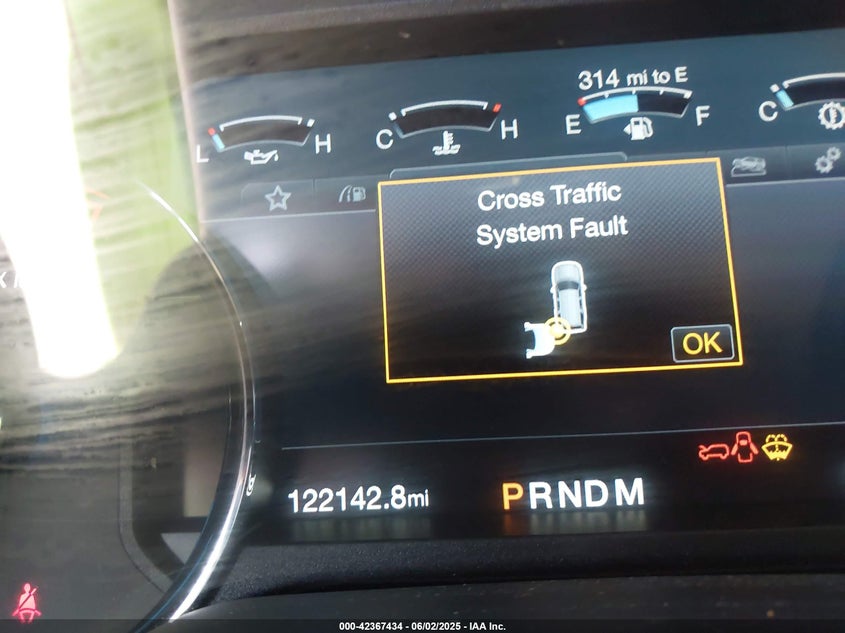 314 mi to E
L H C H E F C
Cross Traffic
System Fault
OK
122142.8mi
PRNDM
000-42367434 - 06/02/2025 - IAA Inc.